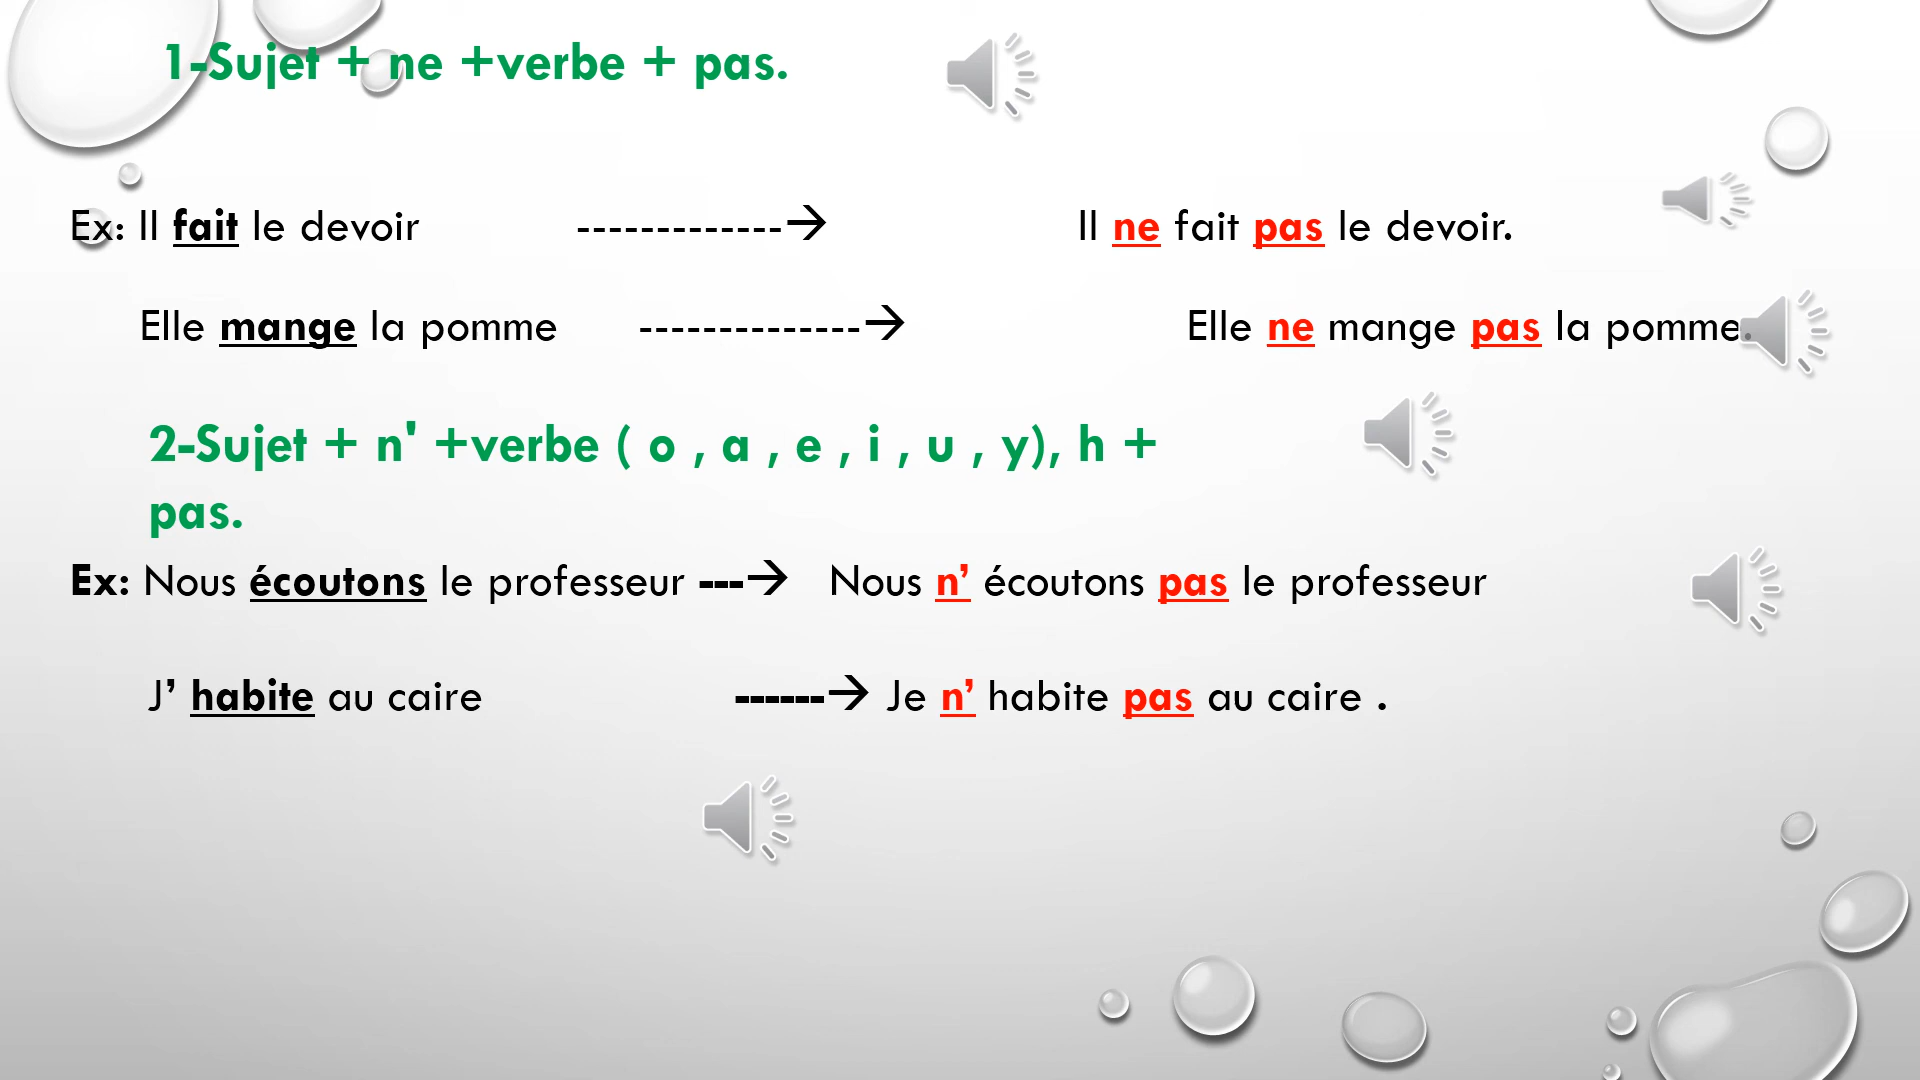 1-Sujet + ne +verbe + pas.
Ex: Il fait le devoir -------------→ Il ne fait pas le devoir.
Elle mange la pomme --------------→ Elle ne mange pas la pomme.
2-Sujet + n' +verbe ( o , a , e , i , u , y), h +
pas.
Ex: Nous écoutons le professeur ---→ Nous n’ écoutons pas le professeur
J’ habite au caire ------→ Je n’ habite pas au caire .